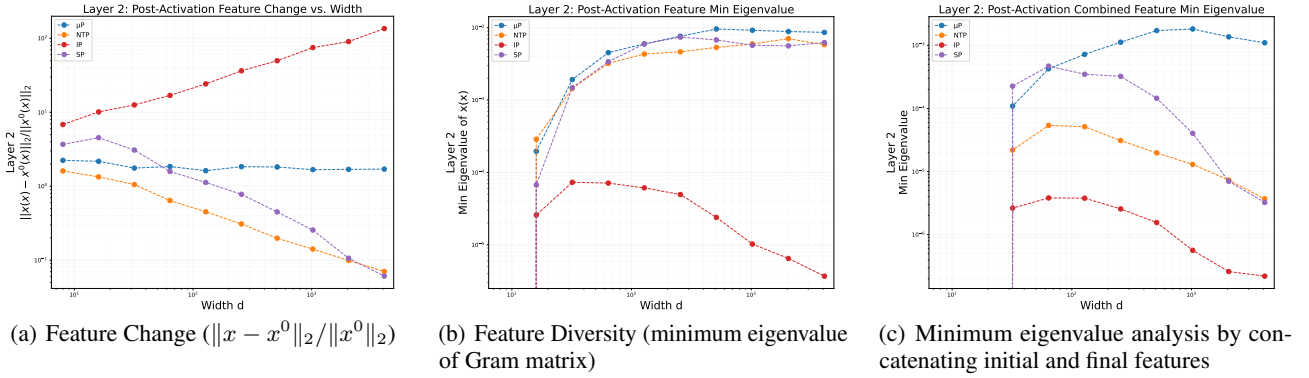 Layer 2: Post-Activation Feature Change vs. Width
μP
NTP
IP
SP
10²
10¹
10⁰
10⁻¹
Layer 2
||x(x) − x⁰(x)||₂/||x⁰(x)||₂
10¹ 10² 10³
Width d
(a) Feature Change (‖x − x⁰‖₂/‖x⁰‖₂)
Layer 2: Post-Activation Feature Min Eigenvalue
μP
NTP
IP
SP
Layer 2
Min Eigenvalue of x(x)
10¹ 10² 10³
Width d
(b) Feature Diversity (minimum eigenvalue
of Gram matrix)
Layer 2: Post-Activation Combined Feature Min Eigenvalue
μP
NTP
IP
SP
Layer 2
Min Eigenvalue
10¹ 10² 10³
Width d
(c) Minimum eigenvalue analysis by con-
catenating initial and final features